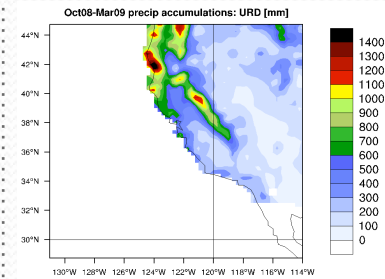 Oct08-Mar09 precip accumulations: URD [mm]
44°N
42°N
40°N
38°N
36°N
34°N
32°N
30°N
130°W 128°W 126°W 124°W 122°W 120°W 118°W 116°W 114°W
1400
1300
1200
1100
1000
900
800
700
600
500
400
300
200
100
0